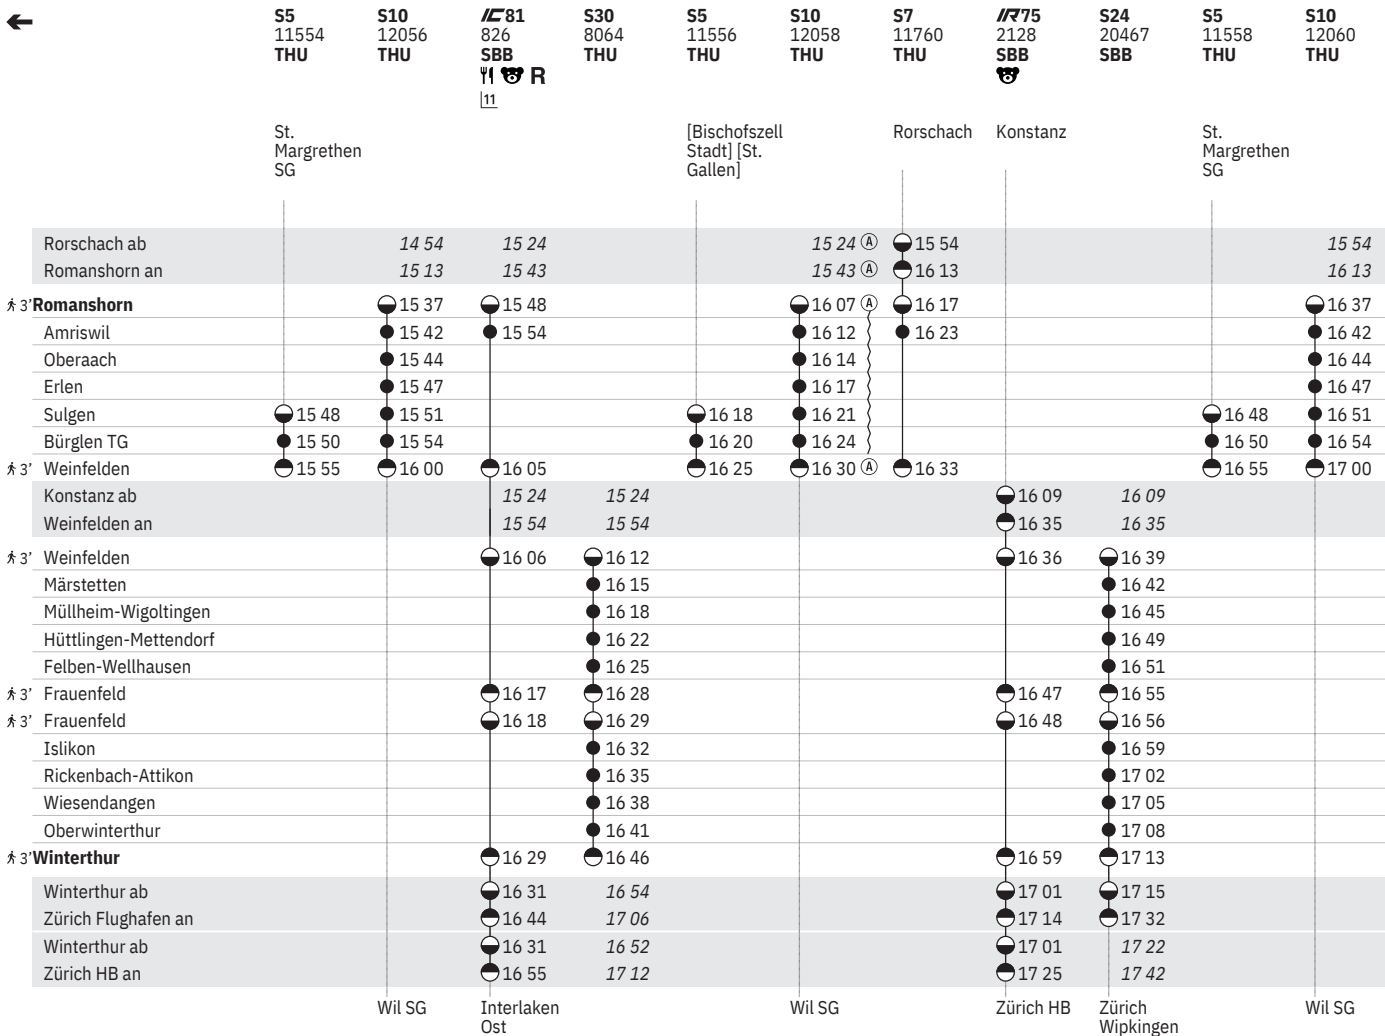 S5 S10 IC 81 S30 S5 S10 S7 IR 75 S24 S5 S10
11554 12056 826 8064 11556 12058 11760 2128 20467 11558 12060
THU THU SBB THU THU THU THU SBB SBB THU THU
R
11
St. [Bischofszell Rorschach Konstanz St.
Margrethen Stadt] [St. Margrethen
SG Gallen] SG
Rorschach ab 14 54 15 24 15 24 A 15 54 15 54
Romanshorn an 15 13 15 43 15 43 A 16 13 16 13
3' Romanshorn 15 37 15 48 16 07 A 16 17 16 37
Amriswil 15 42 15 54 16 12 16 23 16 42
Oberaach 15 44 16 14 16 44
Erlen 15 47 16 17 16 47
Sulgen 15 48 15 51 16 18 16 21 16 48 16 51
Bürglen TG 15 50 15 54 16 20 16 24 16 50 16 54
3' Weinfelden 15 55 16 00 16 05 16 25 16 30 A 16 33 16 55 17 00
Konstanz ab 15 24 15 24 16 09 16 09
Weinfelden an 15 54 15 54 16 35 16 35
3' Weinfelden 16 06 16 12 16 36 16 39
Märstetten 16 15 16 42
Müllheim-Wigoltingen 16 18 16 45
Hüttlingen-Mettendorf 16 22 16 49
Felben-Wellhausen 16 25 16 51
3' Frauenfeld 16 17 16 28 16 47 16 55
3' Frauenfeld 16 18 16 29 16 48 16 56
Islikon 16 32 16 59
Rickenbach-Attikon 16 35 17 02
Wiesendangen 16 38 17 05
Oberwinterthur 16 41 17 08
3' Winterthur 16 29 16 46 16 59 17 13
Winterthur ab 16 31 16 54 17 01 17 15
Zürich Flughafen an 16 44 17 06 17 14 17 32
Winterthur ab 16 31 16 52 17 01 17 22
Zürich HB an 16 55 17 12 17 25 17 42
Wil SG Interlaken Wil SG Zürich HB Zürich Wil SG
Ost Wipkingen